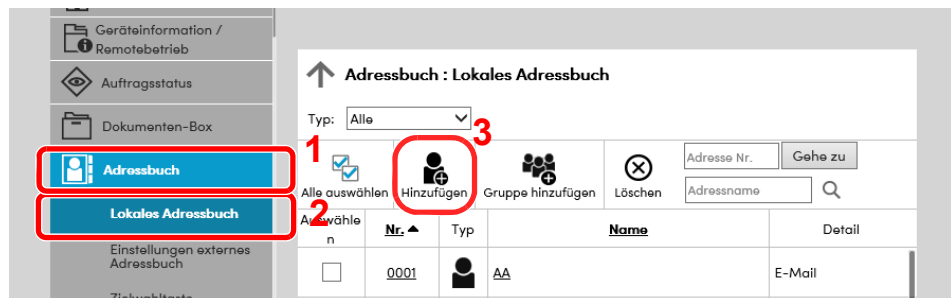 Geräteinformation /
Remotebetrieb
Auftragsstatus
Dokumenten-Box
1
Adressbuch
2
Lokales Adressbuch
Einstellungen externes
Adressbuch
Adressbuch : Lokales Adressbuch
Typ: Alle
3
Alle auswählen Hinzufügen Gruppe hinzufügen Löschen
Adresse Nr. Gehe zu
Adressname
Auswähle
n
Nr. Typ Name Detail
0001 AA E-Mail